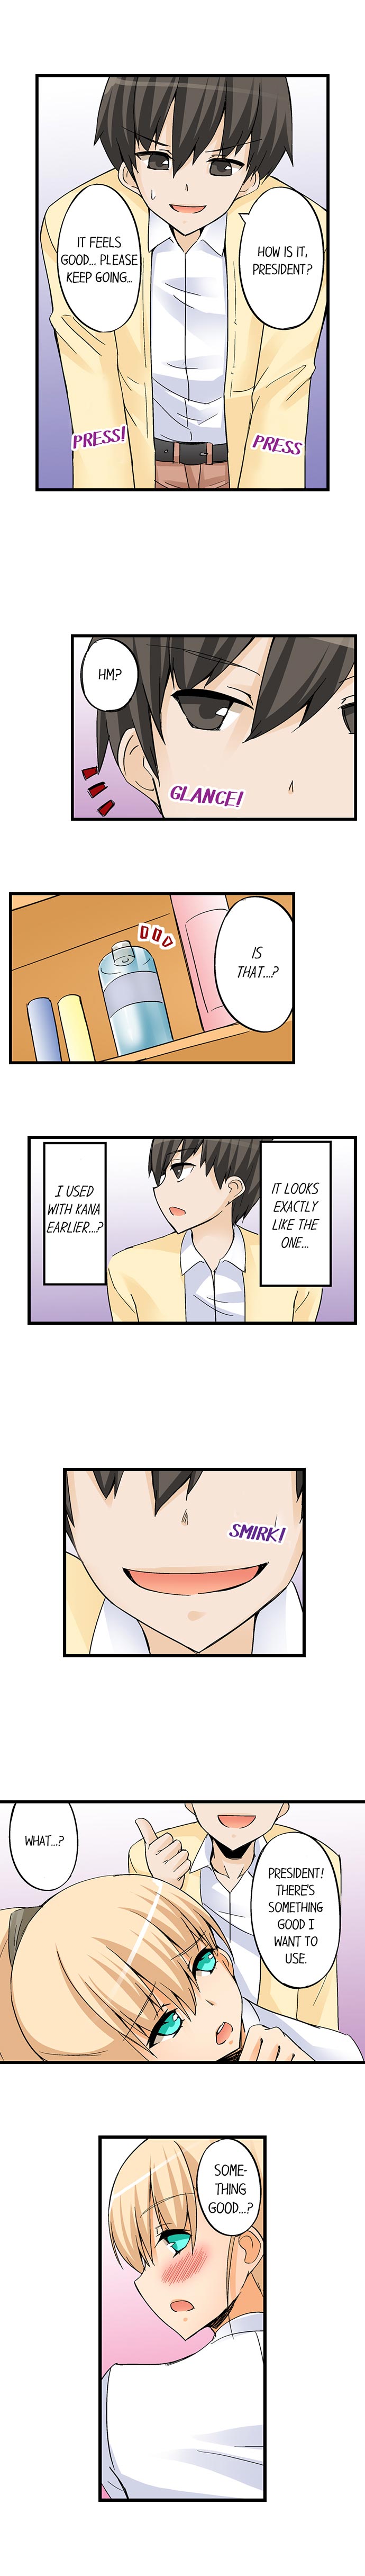 HOW IS IT,
PRESIDENT?
IT FEELS
GOOD... PLEASE
KEEP GOING...
PRESS!
PRESS
HM?
GLANCE!
IS
THAT...?
IT LOOKS
EXACTLY
LIKE THE
ONE...
I USED
WITH KANA
EARLIER...?
SMIRK!
PRESIDENT!
THERE'S
SOMETHING
GOOD I
WANT TO
USE.
WHAT...?
SOME-
THING
GOOD...?